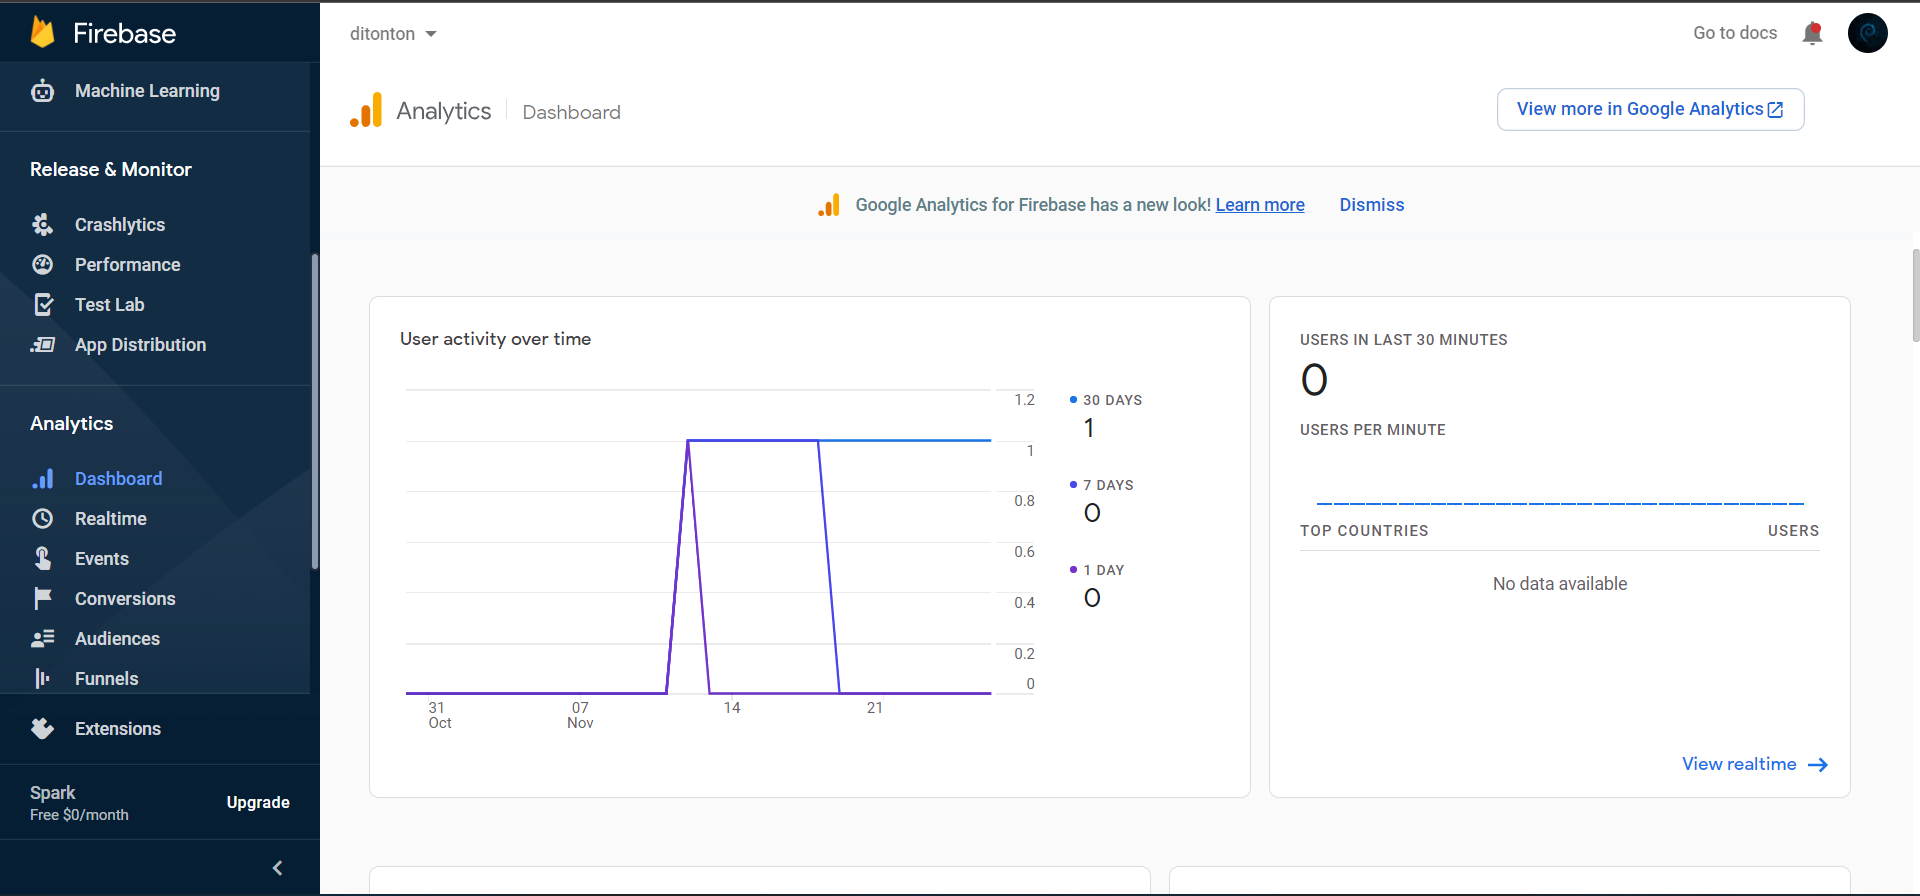 Firebase
Machine Learning
Release & Monitor
Crashlytics
Performance
Test Lab
App Distribution
Analytics
Dashboard
Realtime
Events
Conversions
Audiences
Funnels
Extensions
Spark
Free $0/month
Upgrade
ditonton
Go to docs
Analytics
Dashboard
View more in Google Analytics
Google Analytics for Firebase has a new look! Learn more
Dismiss
User activity over time
1.2
1
0.8
0.6
0.4
0.2
0
31
Oct
07
Nov
14
21
30 DAYS
1
7 DAYS
0
1 DAY
0
USERS IN LAST 30 MINUTES
0
USERS PER MINUTE
TOP COUNTRIES
USERS
No data available
View realtime